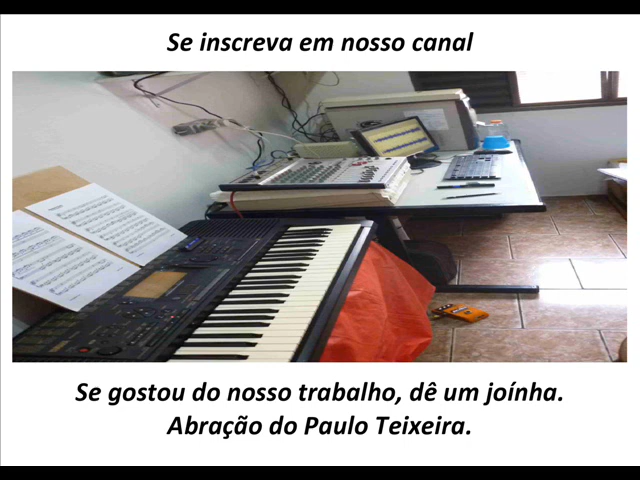 Se inscreva em nosso canal
Se gostou do nosso trabalho, dê um joínha.
Abração do Paulo Teixeira.